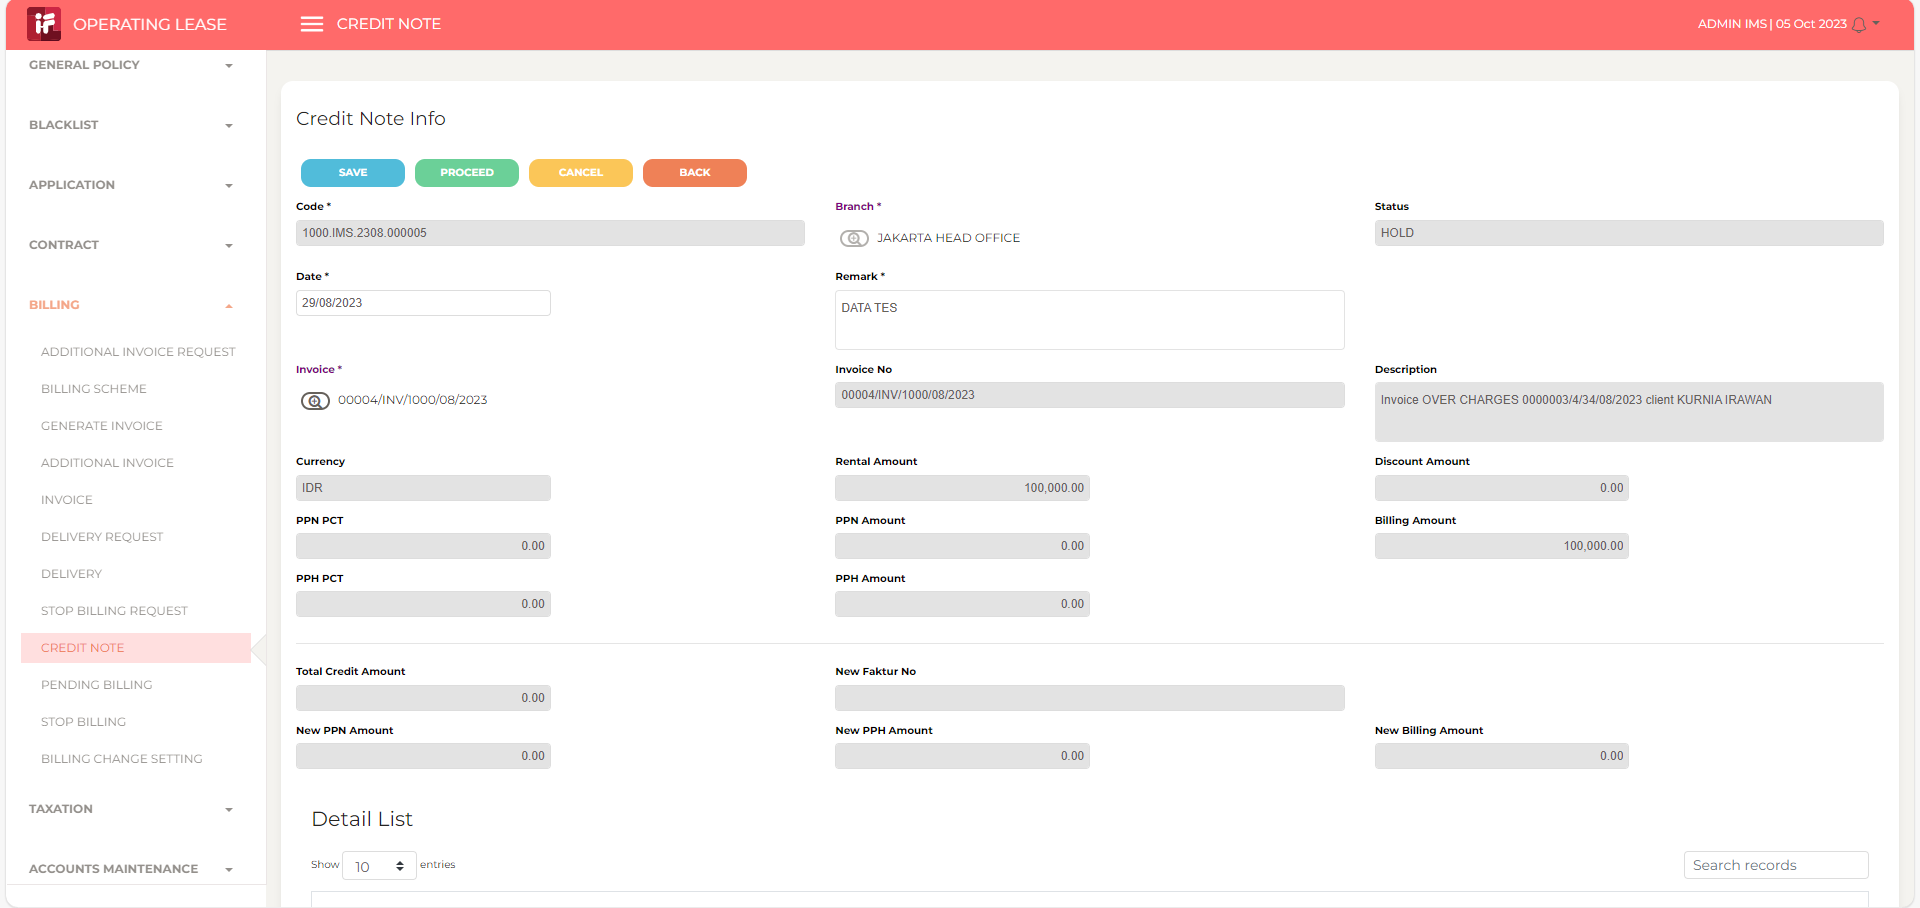 iF OPERATING LEASE CREDIT NOTE ADMIN IMS | 05 Oct 2023
GENERAL POLICY
BLACKLIST
APPLICATION
CONTRACT
BILLING
ADDITIONAL INVOICE REQUEST
BILLING SCHEME
GENERATE INVOICE
ADDITIONAL INVOICE
INVOICE
DELIVERY REQUEST
DELIVERY
STOP BILLING REQUEST
CREDIT NOTE
PENDING BILLING
STOP BILLING
BILLING CHANGE SETTING
TAXATION
ACCOUNTS MAINTENANCE
Credit Note Info
SAVE PROCEED CANCEL BACK
Code * Branch * Status
1000.IMS.2308.000005 JAKARTA HEAD OFFICE HOLD
Date * Remark *
29/08/2023 DATA TES
Invoice * Invoice No Description
00004/INV/1000/08/2023 00004/INV/1000/08/2023 Invoice OVER CHARGES 0000003/4/34/08/2023 client KURNIA IRAWAN
Currency Rental Amount Discount Amount
IDR 100,000.00 0.00
PPN PCT PPN Amount Billing Amount
0.00 0.00 100,000.00
PPH PCT PPH Amount
0.00 0.00
Total Credit Amount New Faktur No
0.00
New PPN Amount New PPH Amount New Billing Amount
0.00 0.00 0.00
Detail List
Show 10 entries Search records